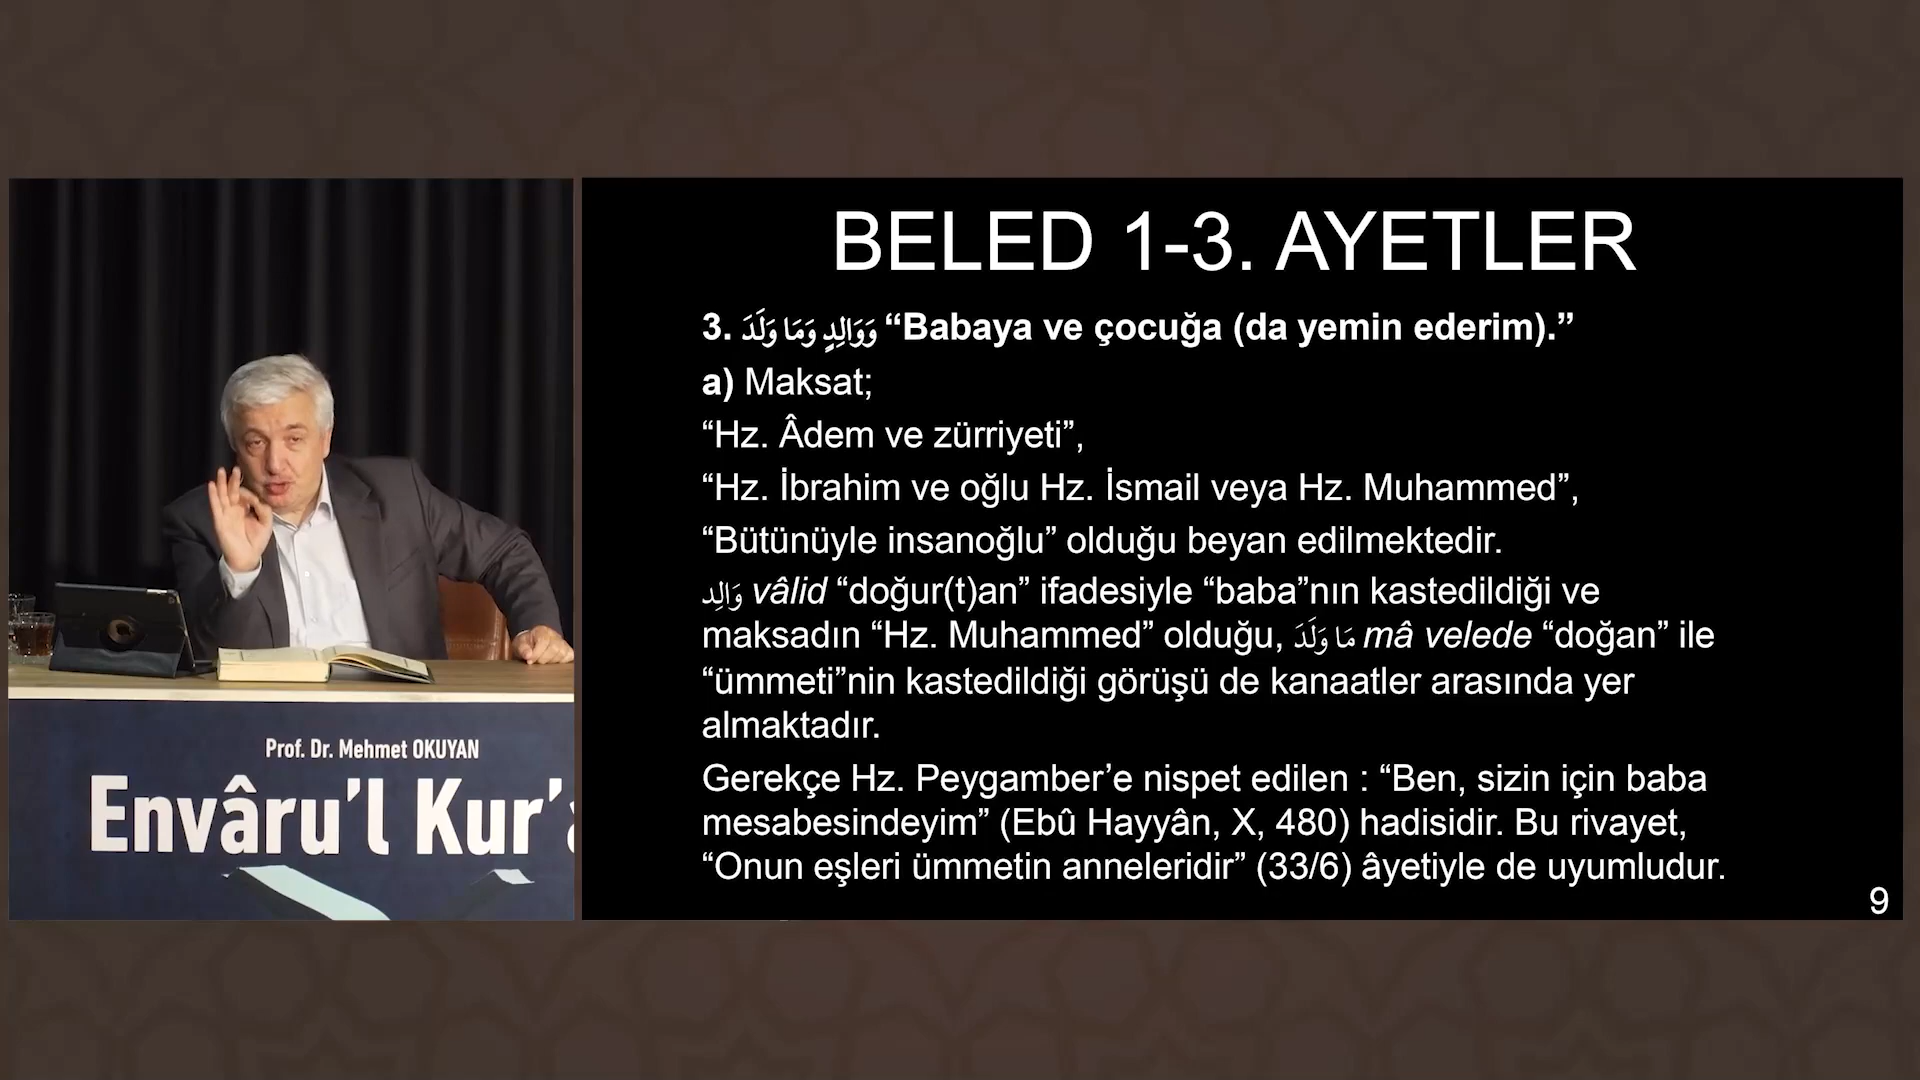 BELED 1-3. AYETLER
3. وَوَالِدٍ وَمَا وَلَدَ “Babaya ve çocuğa (da yemin ederim).”
a) Maksat;
“Hz. Âdem ve zürriyeti”,
“Hz. İbrahim ve oğlu Hz. İsmail veya Hz. Muhammed”,
“Bütünüyle insanoğlu” olduğu beyan edilmektedir.
وَالِد vâlid “doğur(t)an” ifadesiyle “baba”nın kastedildiği ve
maksadın “Hz. Muhammed” olduğu, مَا وَلَدَ mâ velede “doğan” ile
“ümmeti”nin kastedildiği görüşü de kanaatler arasında yer
almaktadır.
Gerekçe Hz. Peygamber’e nispet edilen : “Ben, sizin için baba
mesabesindeyim” (Ebû Hayyân, X, 480) hadisidir. Bu rivayet,
“Onun eşleri ümmetin anneleridir” (33/6) âyetiyle de uyumludur.
9
Prof. Dr. Mehmet OKUYAN
Envâru’l Kur’